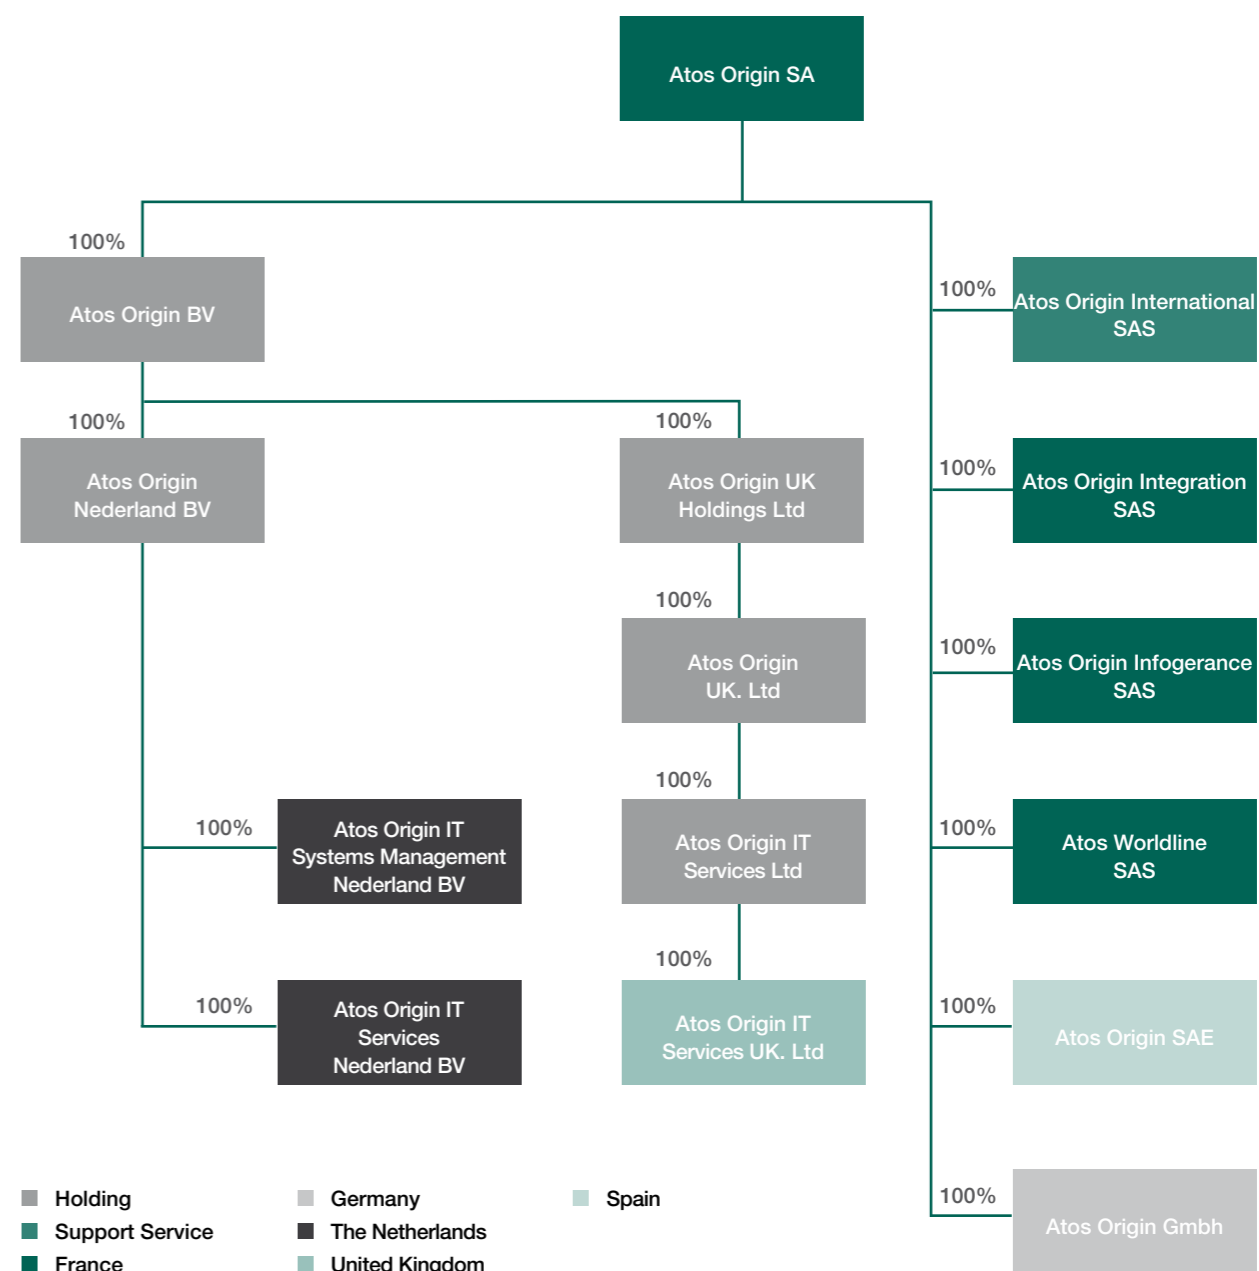 Atos Origin SA
100%
Atos Origin BV
100%
Atos Origin International
SAS
100%
Atos Origin
Nederland BV
100%
Atos Origin UK
Holdings Ltd
100%
Atos Origin Integration
SAS
100%
Atos Origin
UK. Ltd
100%
Atos Origin Infogerance
SAS
100%
Atos Origin IT
Systems Management
Nederland BV
100%
Atos Origin IT
Services Ltd
100%
Atos Worldline
SAS
100%
Atos Origin IT
Services
Nederland BV
100%
Atos Origin IT
Services UK. Ltd
100%
Atos Origin SAE
100%
Atos Origin Gmbh
Holding
Support Service
France
Germany
The Netherlands
United Kingdom
Spain